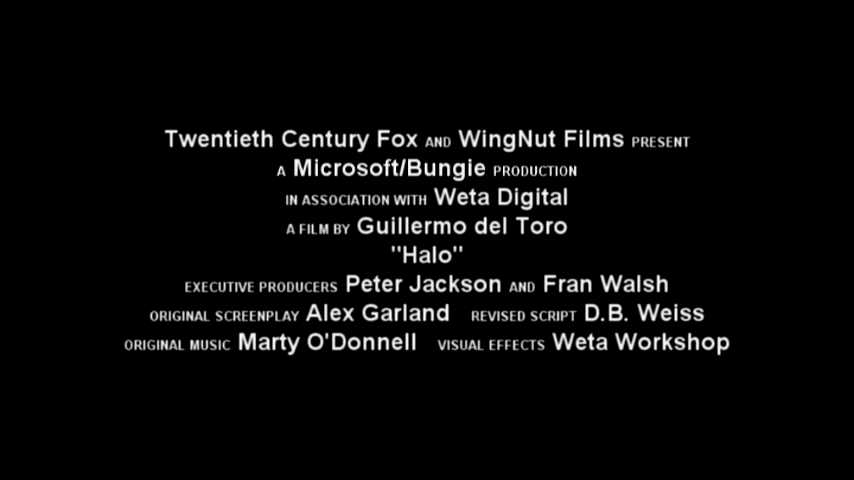 Twentieth Century Fox AND WingNut Films PRESENT
A Microsoft/Bungie PRODUCTION
IN ASSOCIATION WITH Weta Digital
A FILM BY Guillermo del Toro
"Halo"
EXECUTIVE PRODUCERS Peter Jackson AND Fran Walsh
ORIGINAL SCREENPLAY Alex Garland REVISED SCRIPT D.B. Weiss
ORIGINAL MUSIC Marty O'Donnell VISUAL EFFECTS Weta Workshop